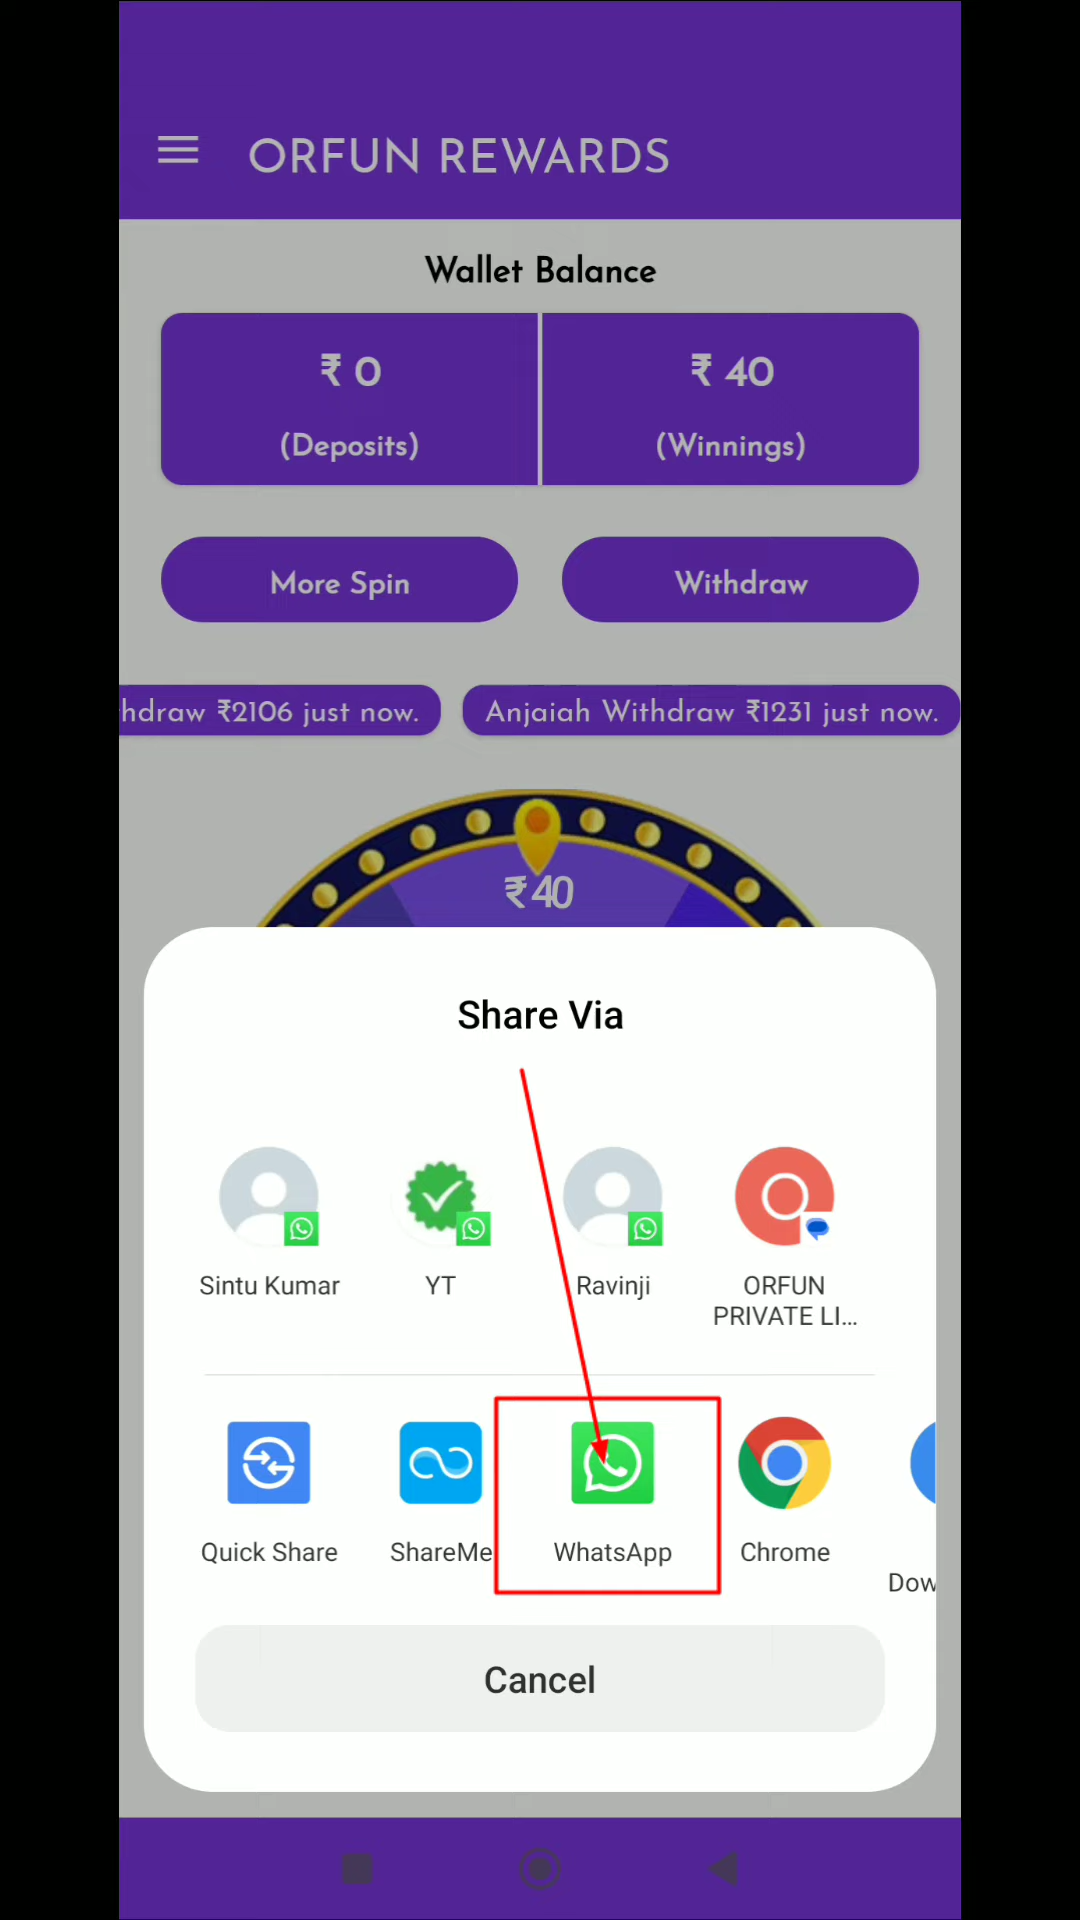 ORFUN REWARDS
Wallet Balance
₹ 0
₹ 40
(Deposits)
(Winnings)
More Spin
Withdraw
hdraw ₹2106 just now.
Anjaiah Withdraw ₹1231 just now.
₹40
Share Via
Sintu Kumar
YT
Ravinji
ORFUN
PRIVATE LI...
Quick Share
ShareMe
WhatsApp
Chrome
Dow
Cancel